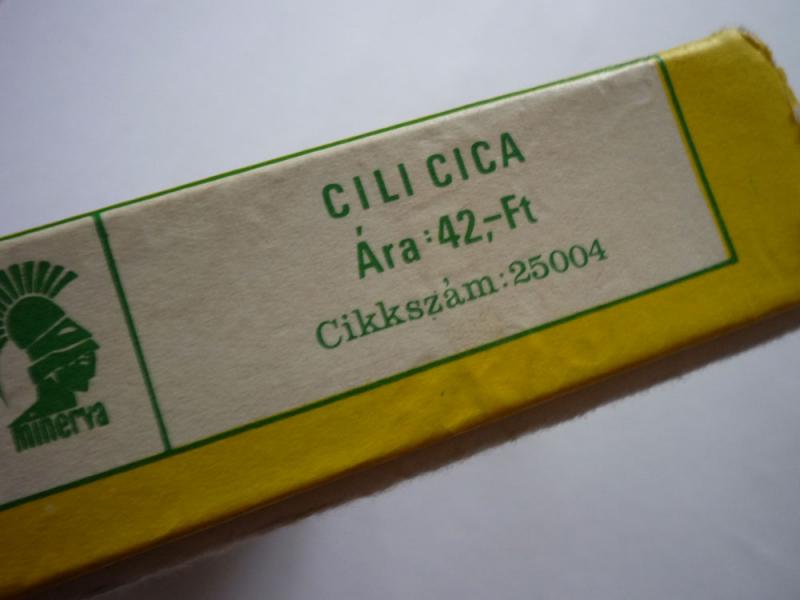 CILI CICA
Ára:42,-Ft
Cikkszám:25004
minerva